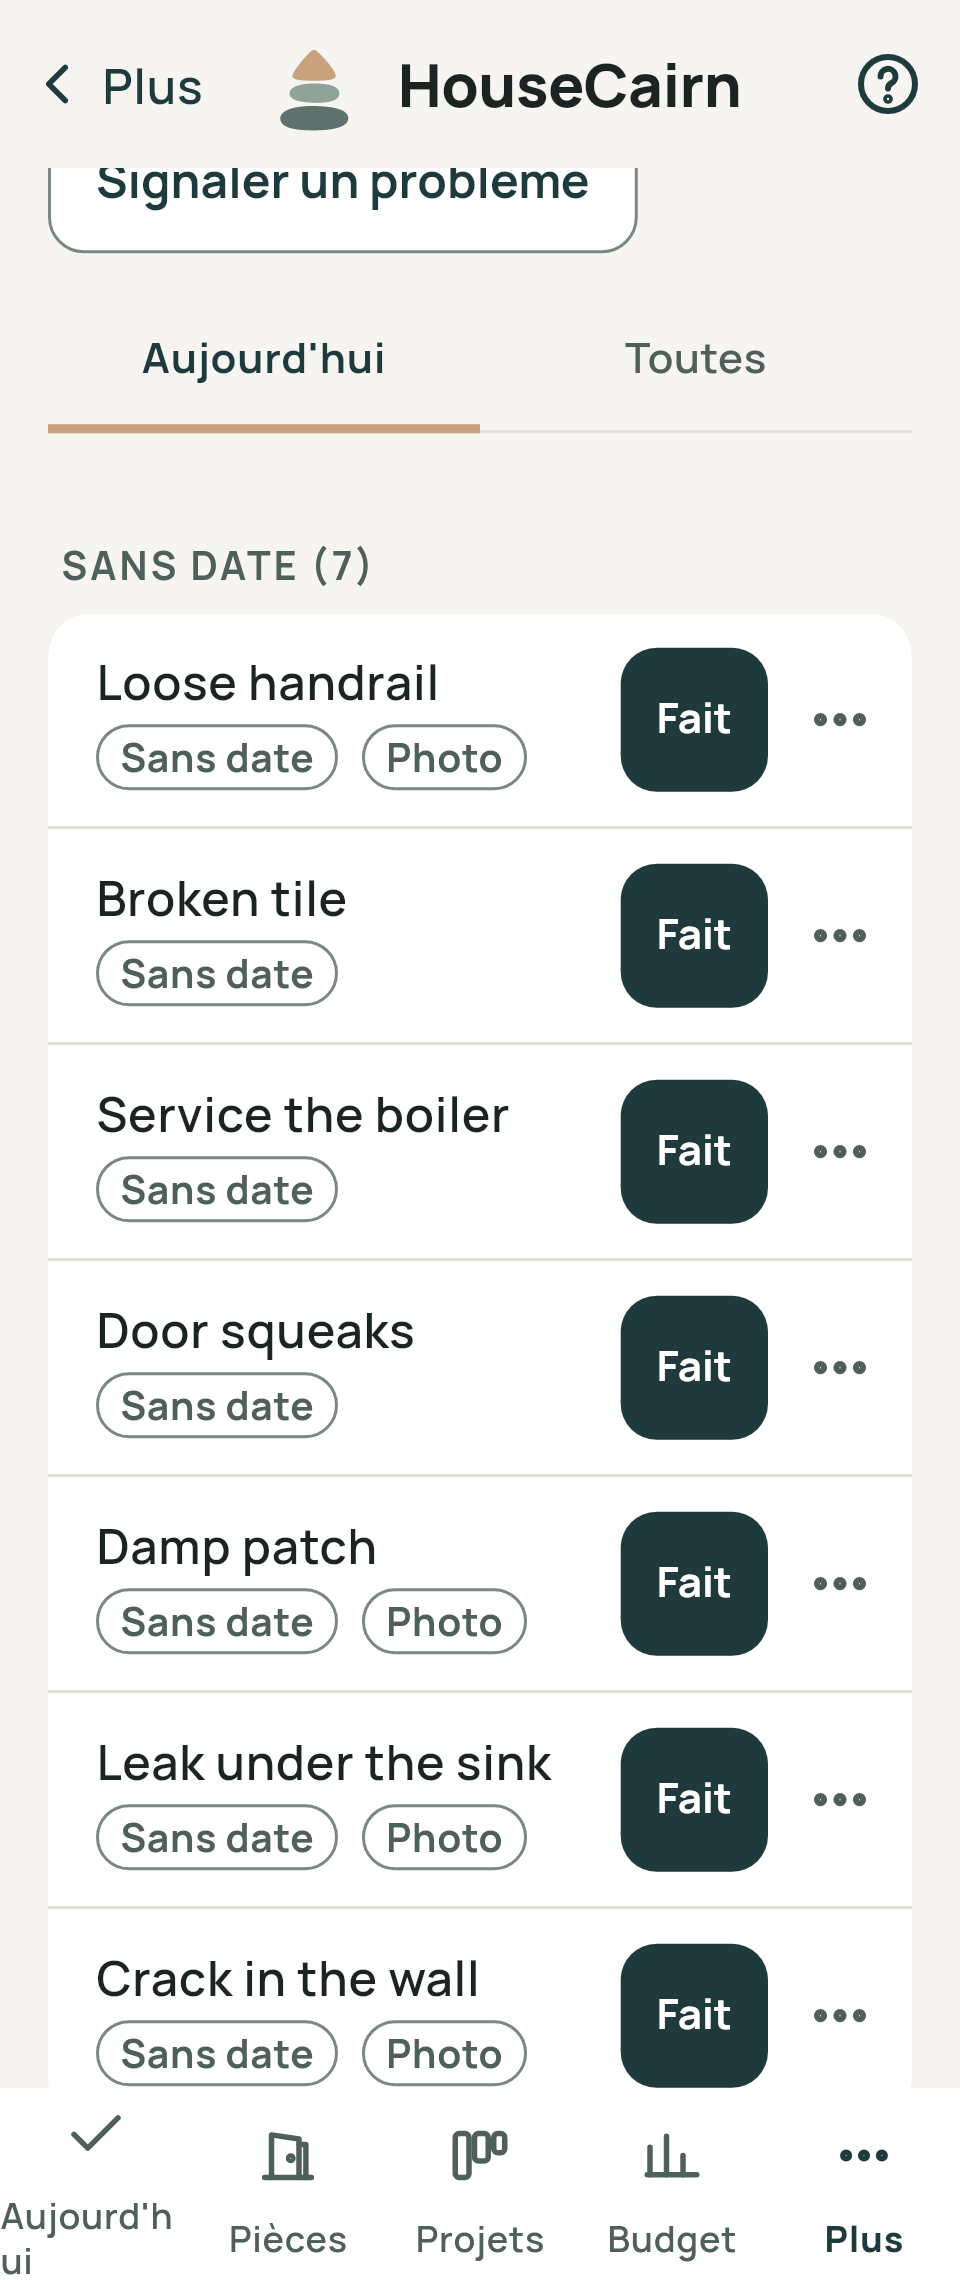 Plus
HouseCairn
Signaler un problème
Aujourd'hui
Toutes
SANS DATE (7)
Loose handrail
Fait
Sans date
Photo
Broken tile
Fait
Sans date
Service the boiler
Fait
Sans date
Door squeaks
Fait
Sans date
Damp patch
Fait
Sans date
Photo
Leak under the sink
Fait
Sans date
Photo
Crack in the wall
Fait
Sans date
Photo
Aujourd'h
ui
Pièces
Projets
Budget
Plus